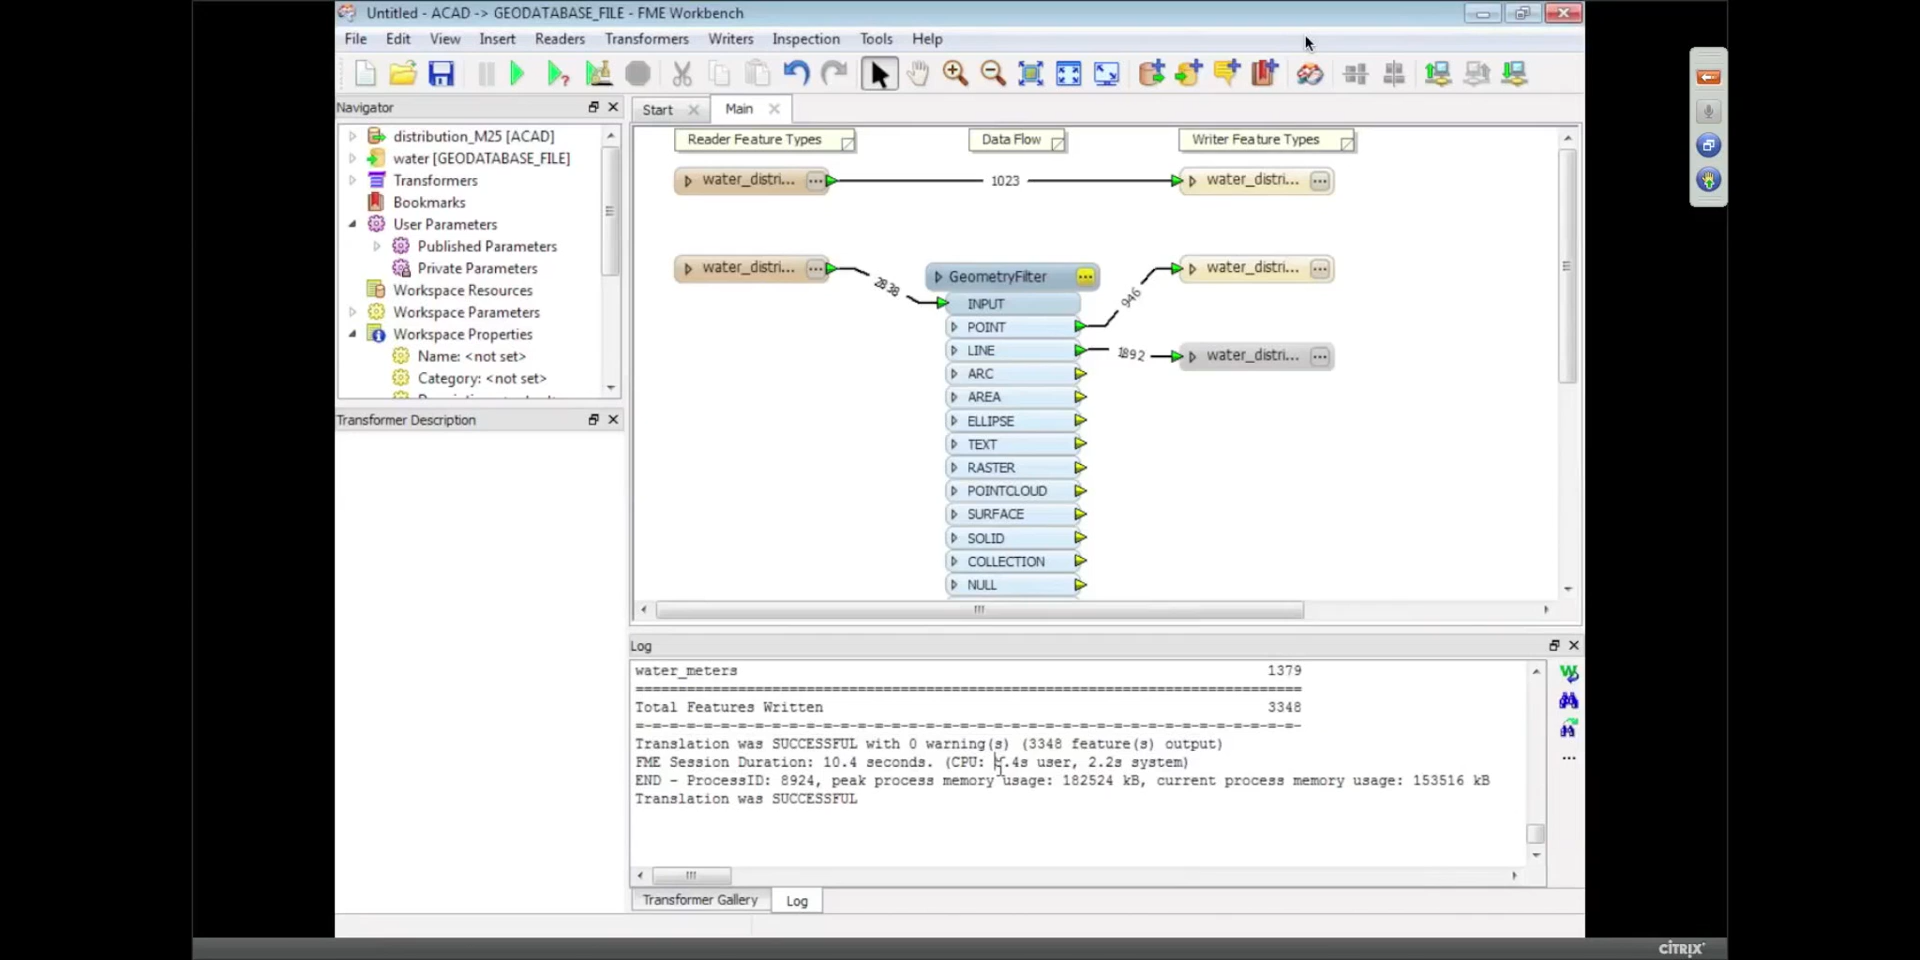 Untitled - ACAD -> GEODATABASE_FILE - FME Workbench
File Edit View Insert Readers Transformers Writers Inspection Tools Help
Navigator
distribution_M25 [ACAD]
water [GEODATABASE_FILE]
Transformers
Bookmarks
User Parameters
Published Parameters
Private Parameters
Workspace Resources
Workspace Parameters
Workspace Properties
Name: <not set>
Category: <not set>
Transformer Description
Start Main
Reader Feature Types Data Flow Writer Feature Types
water_distri... 1023 water_distri...
water_distri... 2838 GeometryFilter 946 water_distri...
INPUT
POINT
LINE 1892 water_distri...
ARC
AREA
ELLIPSE
TEXT
RASTER
POINTCLOUD
SURFACE
SOLID
COLLECTION
NULL
Log
water_meters 1379
==============================================================================
Total Features Written 3348
=-=-=-=-=-=-=-=-=-=-=-=-=-=-=-=-=-=-=-=-=-=-=-=-=-=-=-=-=-=-=-=-=-=-=-=-=-=-
Translation was SUCCESSFUL with 0 warning(s) (3348 feature(s) output)
FME Session Duration: 10.4 seconds. (CPU: .4s user, 2.2s system)
END - ProcessID: 8924, peak process memory usage: 182524 kB, current process memory usage: 153516 kB
Translation was SUCCESSFUL
Transformer Gallery Log
CITRIX